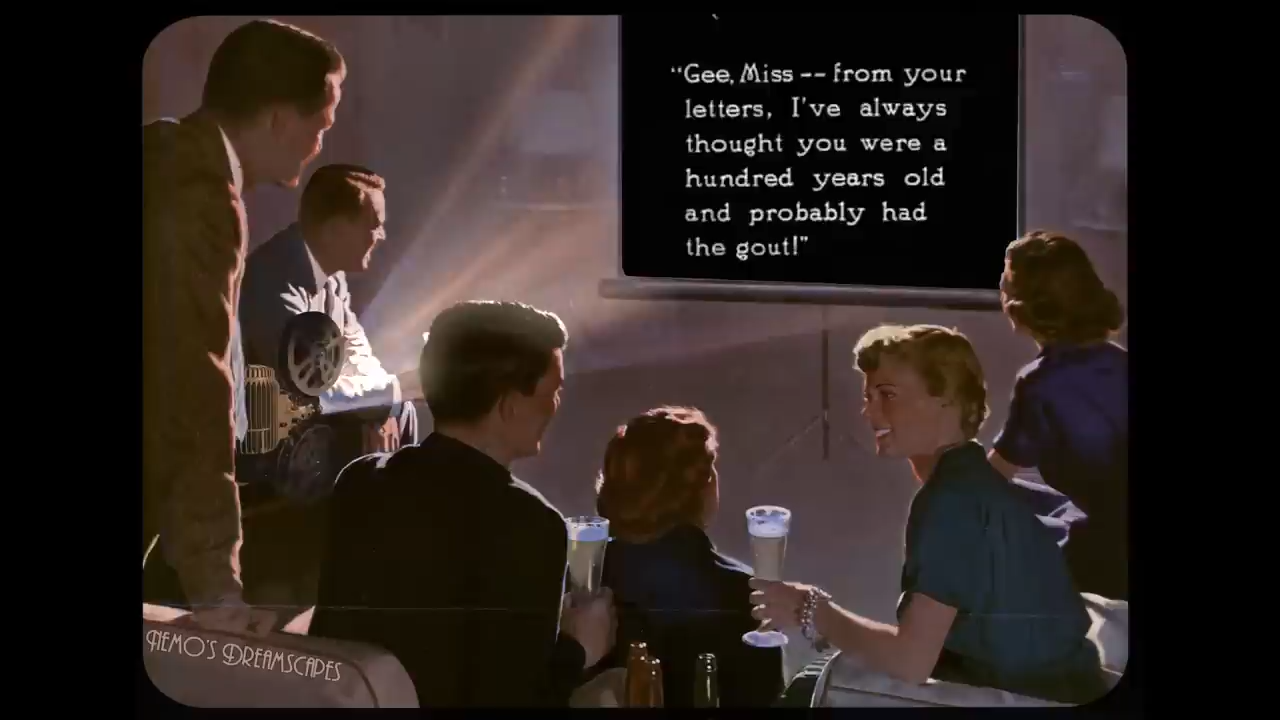 “Gee, Miss -- from your
letters, I've always
thought you were a
hundred years old
and probably had
the gout!”
Nemo's Dreamscapes